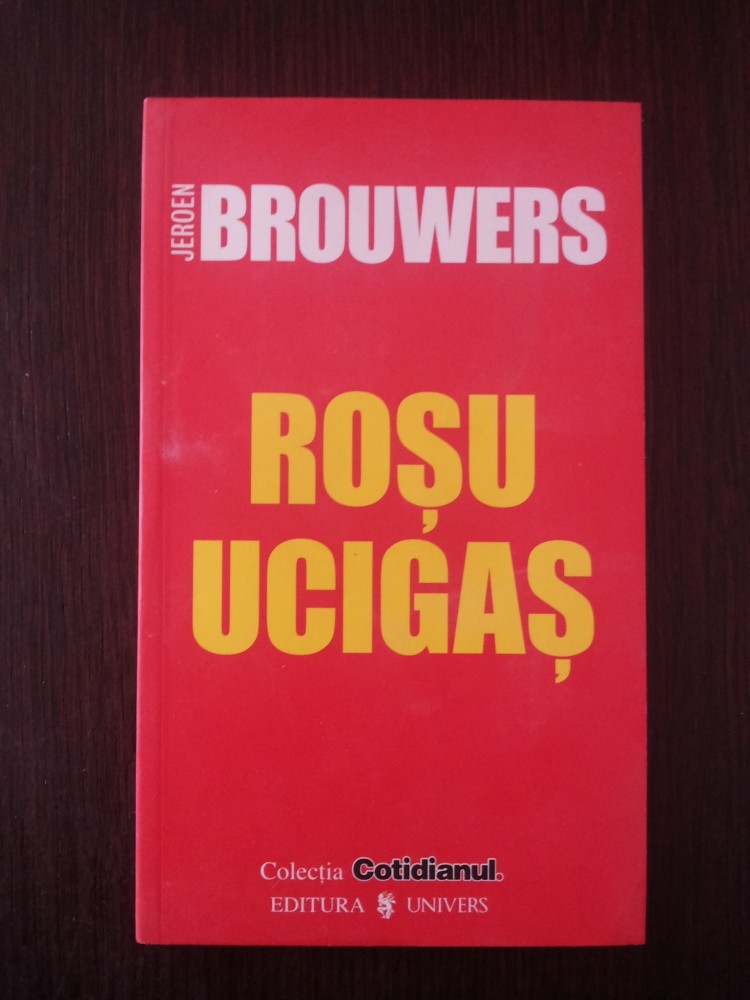 JEROEN
BROUWERS
ROȘU
UCIGAȘ
Colecția Cotidianul.
EDITURA UNIVERS